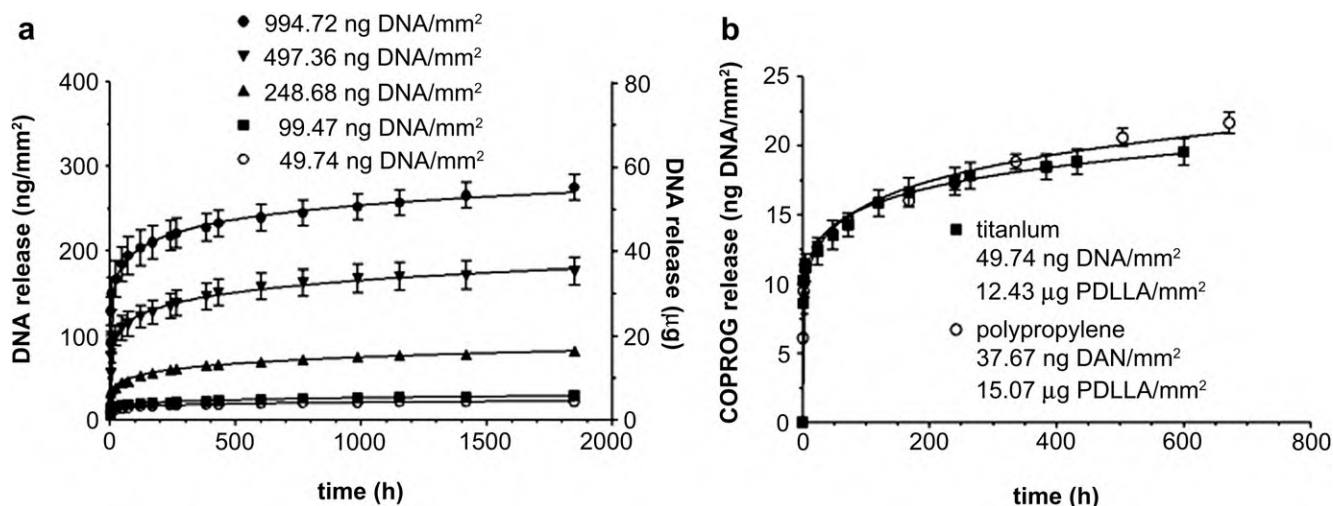 a
994.72 ng DNA/mm²
497.36 ng DNA/mm²
248.68 ng DNA/mm²
99.47 ng DNA/mm²
49.74 ng DNA/mm²
DNA release (ng/mm²)
400
300
200
100
0
80
60
40
20
0
DNA release (µg)
0
500
1000
1500
2000
time (h)
b
COPROG release (ng DNA/mm²)
25
20
15
10
5
0
titanlum
49.74 ng DNA/mm²
12.43 µg PDLLA/mm²
polypropylene
37.67 ng DAN/mm²
15.07 µg PDLLA/mm²
0
200
400
600
800
time (h)